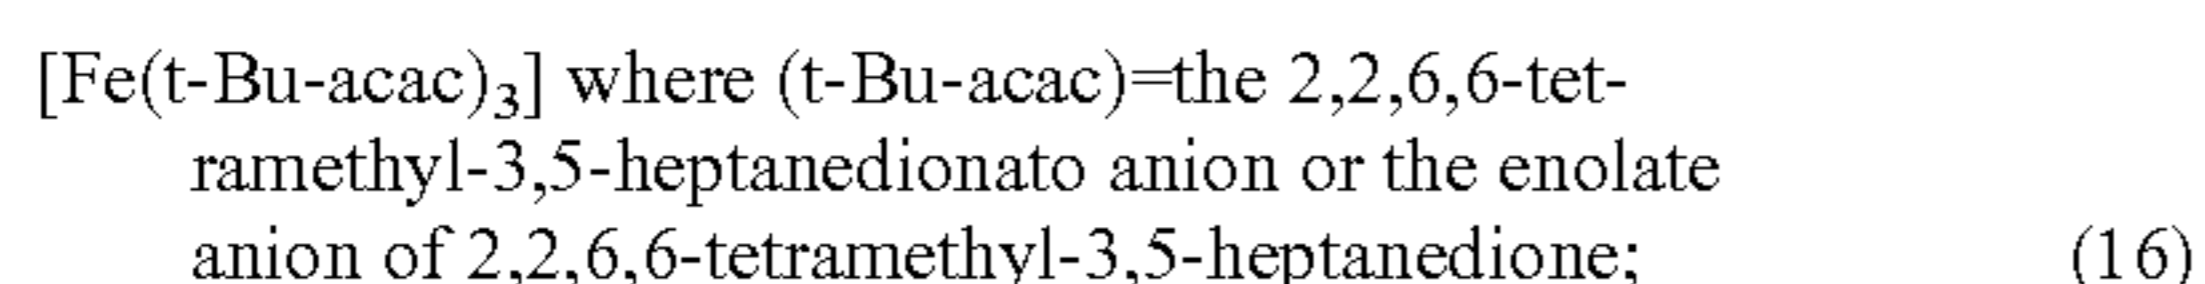 [Fe(t-Bu-acac)₃] where (t-Bu-acac)=the 2,2,6,6-tet-
ramethyl-3,5-heptanedionato anion or the enolate
anion of 2,2,6,6-tetramethyl-3,5-heptanedione; (16)